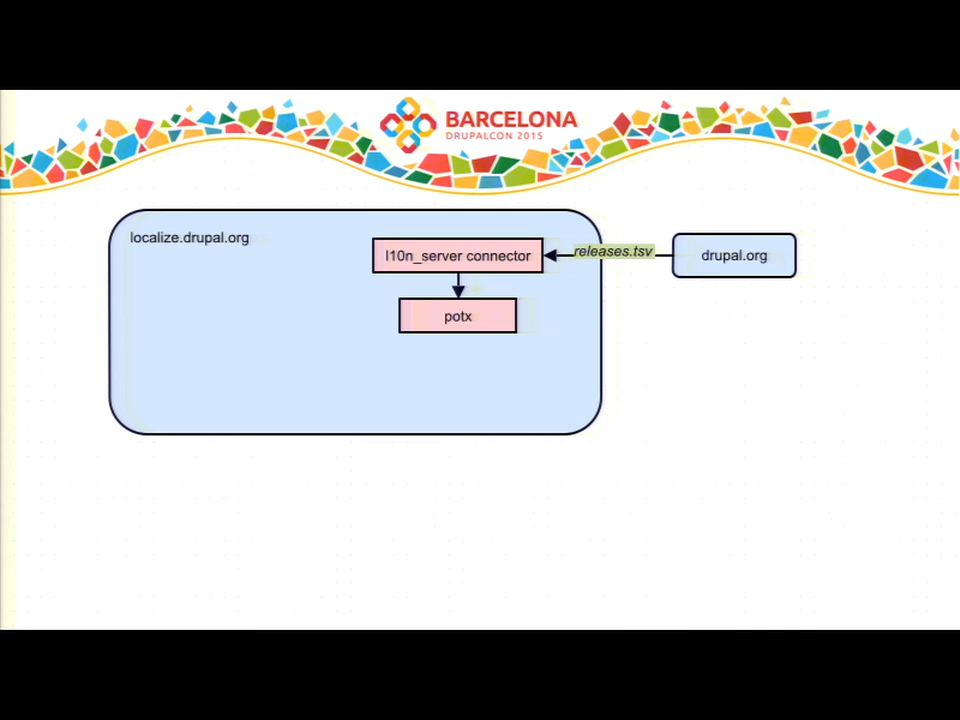 BARCELONA
DRUPALCON 2015
localize.drupal.org
l10n_server connector
releases.tsv
drupal.org
potx